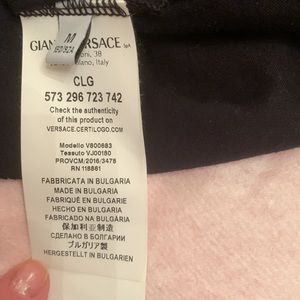 GIAN VERSACE SpA
38
Milano, Italy
M
CLG
573 296 723 742
Check the authenticity
of this product on
VERSACE.CERTILOGO.COM
Modello V800683
Tessuto VJ00180
PROVCM/2016/3478
RN 118861
FABBRICATA IN BULGARIA
MADE IN BULGARIA
FABRIQUÉ EN BULGARIE
HECHO EN BULGARIA
FABRICADO NA BULGÁRIA
保加利亚制造
СДЕЛАНО В БОЛГАРИИ
ブルガリア製
HERGESTELLT IN BULGARIEN